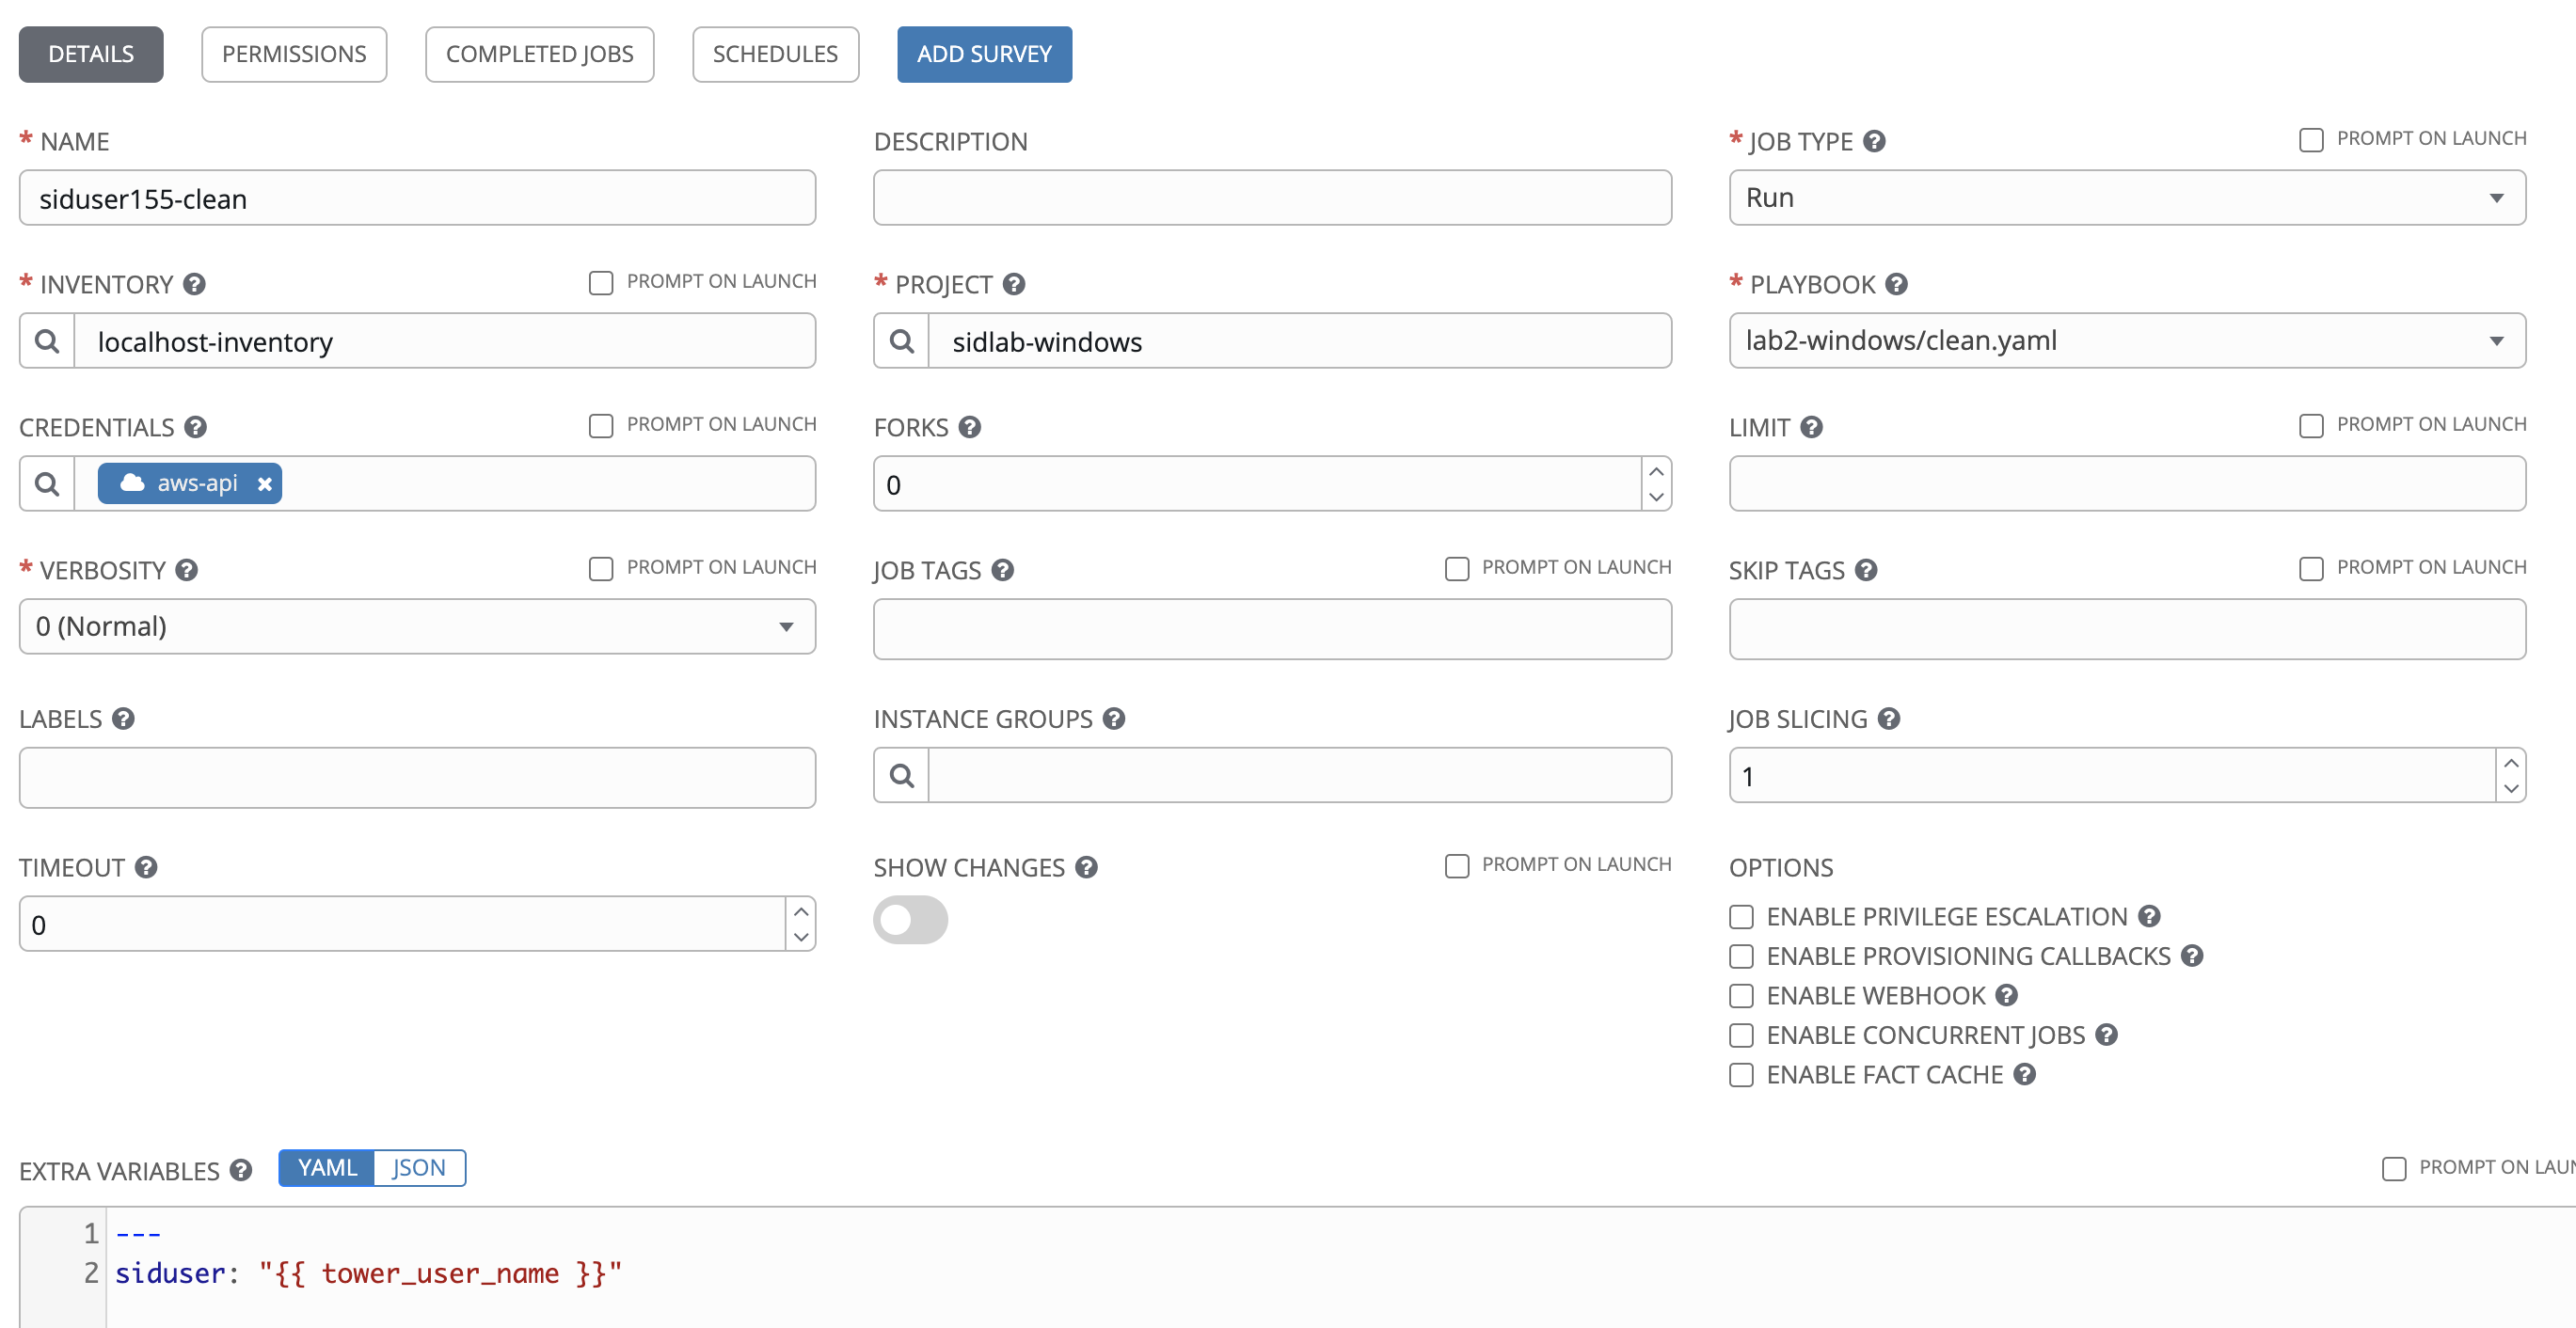 DETAILS PERMISSIONS COMPLETED JOBS SCHEDULES ADD SURVEY
* NAME DESCRIPTION * JOB TYPE PROMPT ON LAUNCH
siduser155-clean Run
* INVENTORY PROMPT ON LAUNCH * PROJECT * PLAYBOOK
localhost-inventory sidlab-windows lab2-windows/clean.yaml
CREDENTIALS PROMPT ON LAUNCH FORKS LIMIT PROMPT ON LAUNCH
aws-api 0
* VERBOSITY PROMPT ON LAUNCH JOB TAGS PROMPT ON LAUNCH SKIP TAGS PROMPT ON LAUNCH
0 (Normal)
LABELS INSTANCE GROUPS JOB SLICING
1
TIMEOUT SHOW CHANGES PROMPT ON LAUNCH OPTIONS
0
ENABLE PRIVILEGE ESCALATION
ENABLE PROVISIONING CALLBACKS
ENABLE WEBHOOK
ENABLE CONCURRENT JOBS
ENABLE FACT CACHE
EXTRA VARIABLES YAML JSON PROMPT ON
1 ---
2 siduser: "{{ tower_user_name }}"